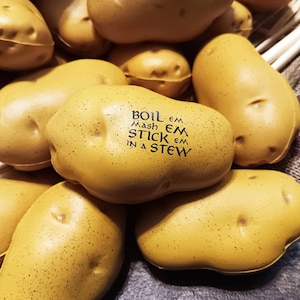 BOIL EM
MASH EM
STICK EM
IN A STEW